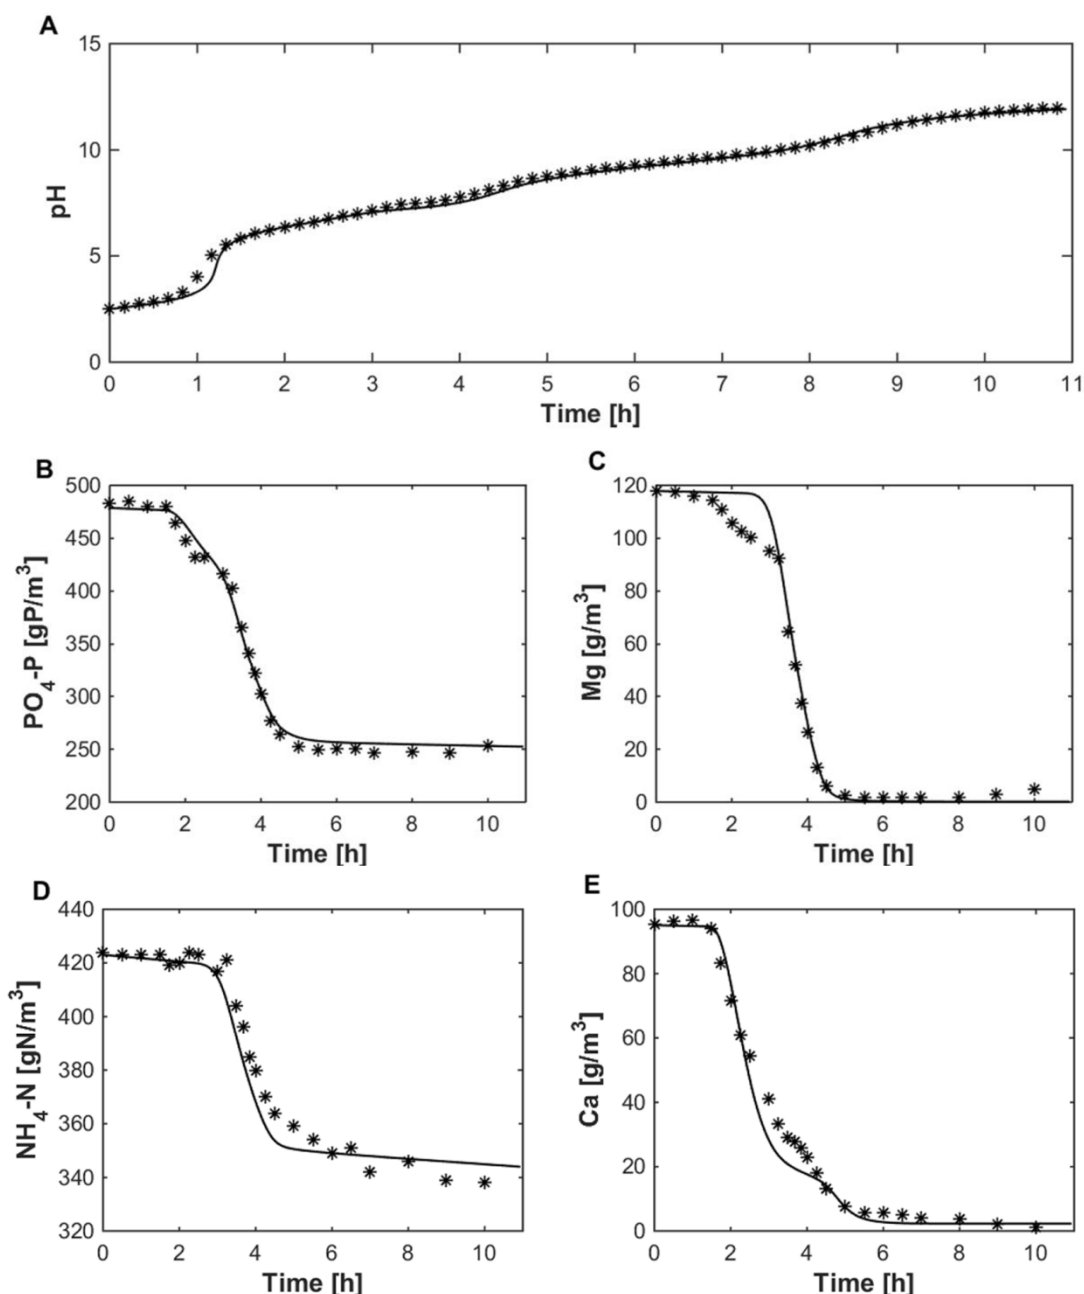 A
15
10
5
0
pH
0 1 2 3 4 5 6 7 8 9 10 11
Time [h]
B
500
450
400
350
300
250
200
PO4-P [gP/m3]
0 2 4 6 8 10
Time [h]
C
120
100
80
60
40
20
0
Mg [g/m3]
0 2 4 6 8 10
Time [h]
D
440
420
400
380
360
340
320
NH4-N [gN/m3]
0 2 4 6 8 10
Time [h]
E
100
80
60
40
20
0
Ca [g/m3]
0 2 4 6 8 10
Time [h]